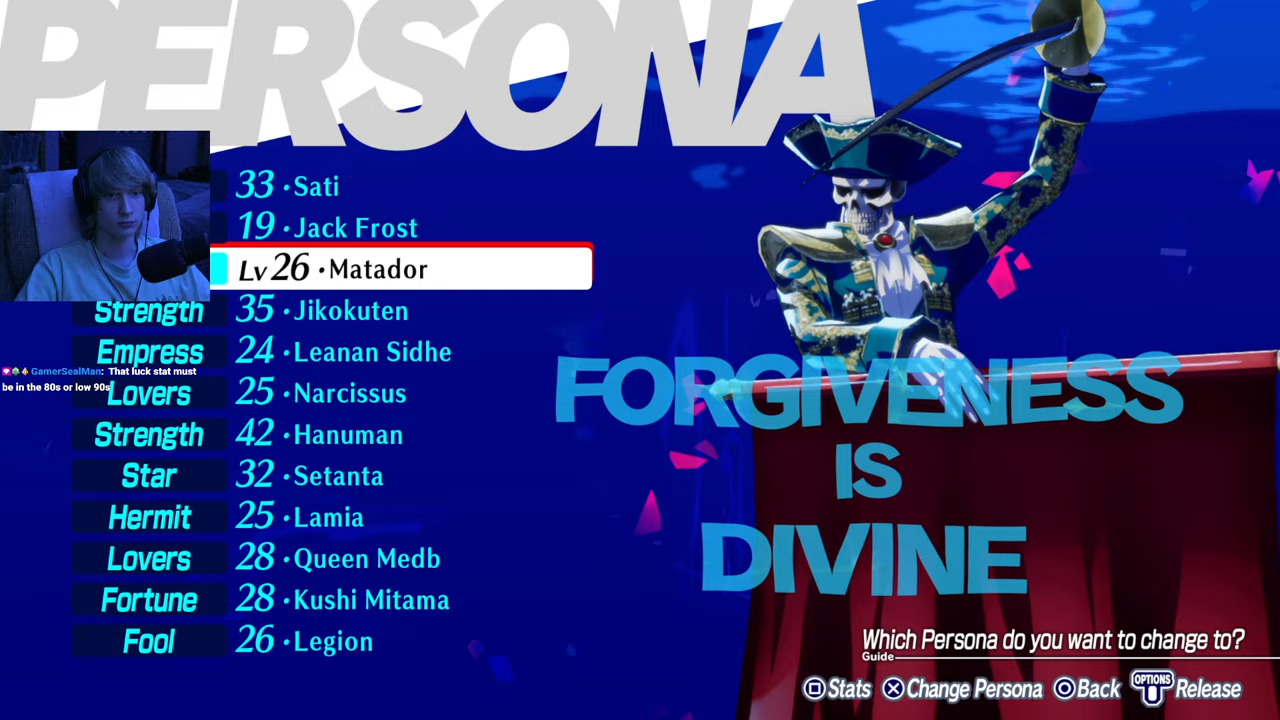 PERSONA
33 • Sati
19 • Jack Frost
Lv 26 • Matador
Strength 35 • Jikokuten
Empress 24 • Leanan Sidhe
GamerSealMan: That luck stat must
be in the 80s or low 90s
Lovers 25 • Narcissus
Strength 42 • Hanuman
Star 32 • Setanta
Hermit 25 • Lamia
Lovers 28 • Queen Medb
Fortune 28 • Kushi Mitama
Fool 26 • Legion
FORGIVENESS
IS
DIVINE
Which Persona do you want to change to?
Guide
Stats Change Persona Back OPTIONS Release